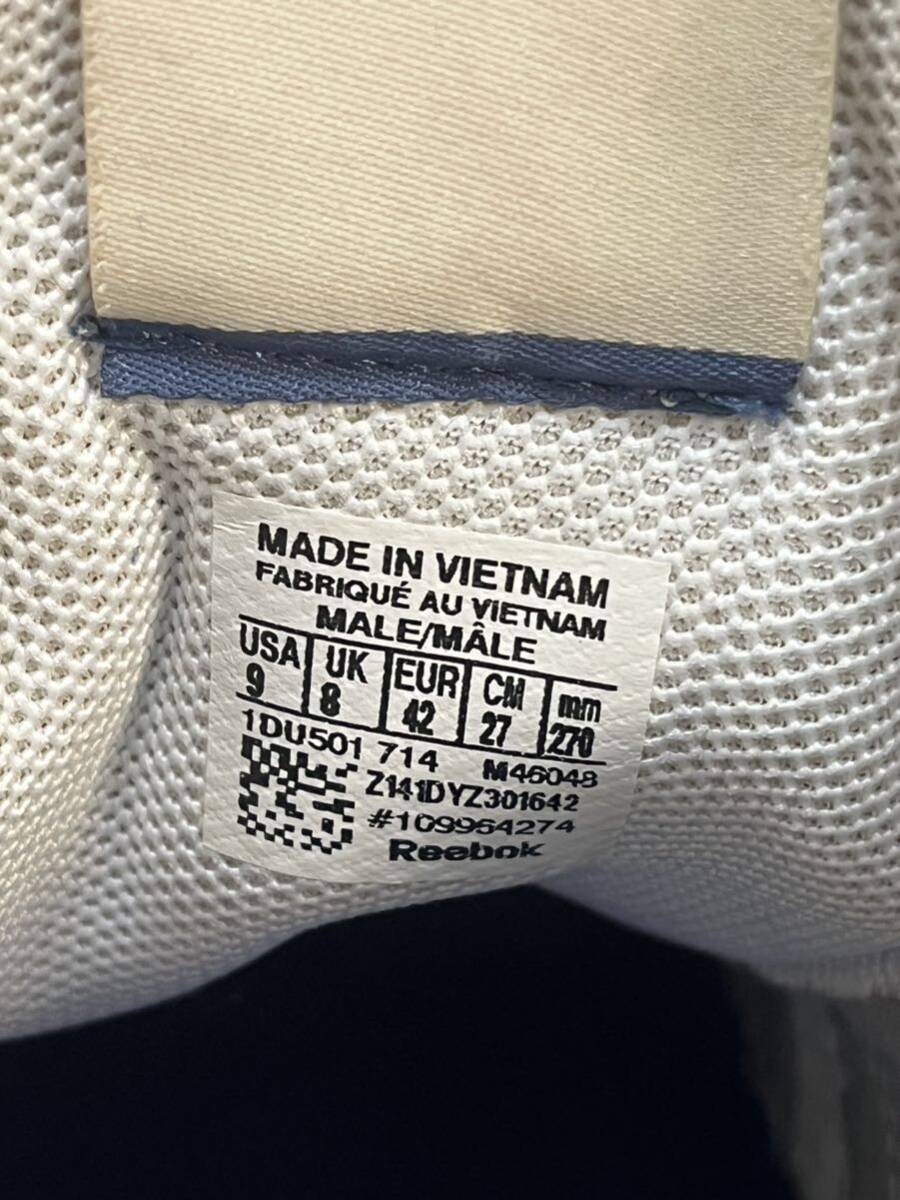 MADE IN VIETNAM
FABRIQUÉ AU VIETNAM
MALE/MÂLE
USA UK EUR CM mm
9 8 42 27 270
1DU501 714 M46048
Z141DYZ301642
#109964274
Reebok